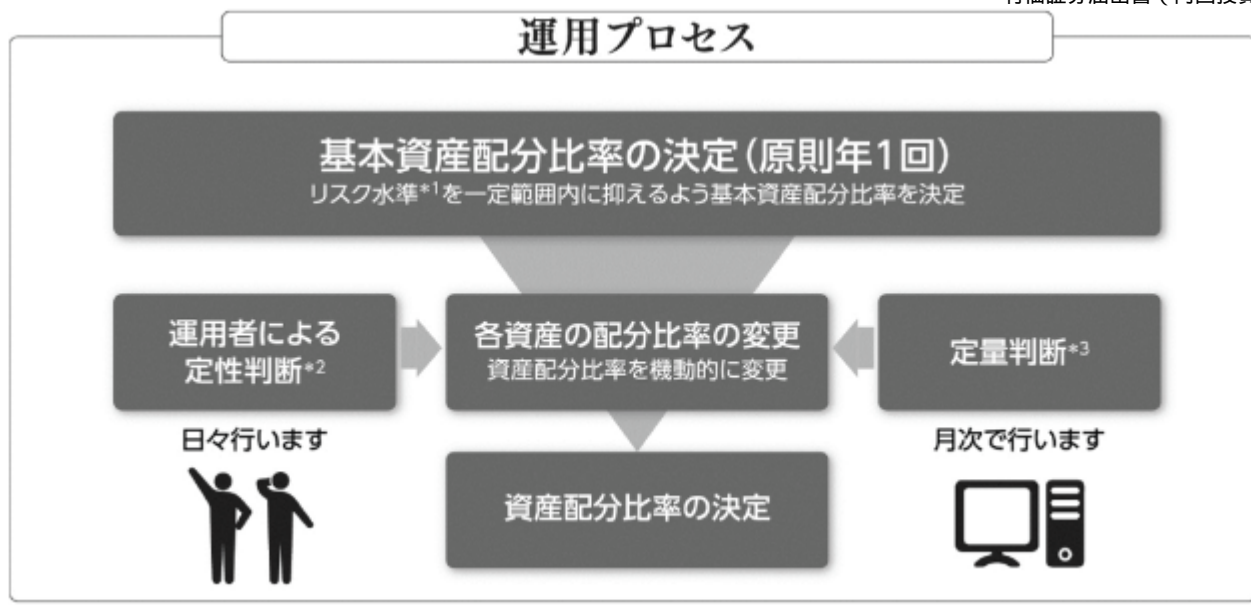 運用プロセス
基本資産配分比率の決定(原則年1回)
リスク水準*1を一定範囲内に抑えるよう基本資産配分比率を決定
運用者による
定性判断*2
各資産の配分比率の変更
資産配分比率を機動的に変更
定量判断*3
日々行います
月次で行います
資産配分比率の決定